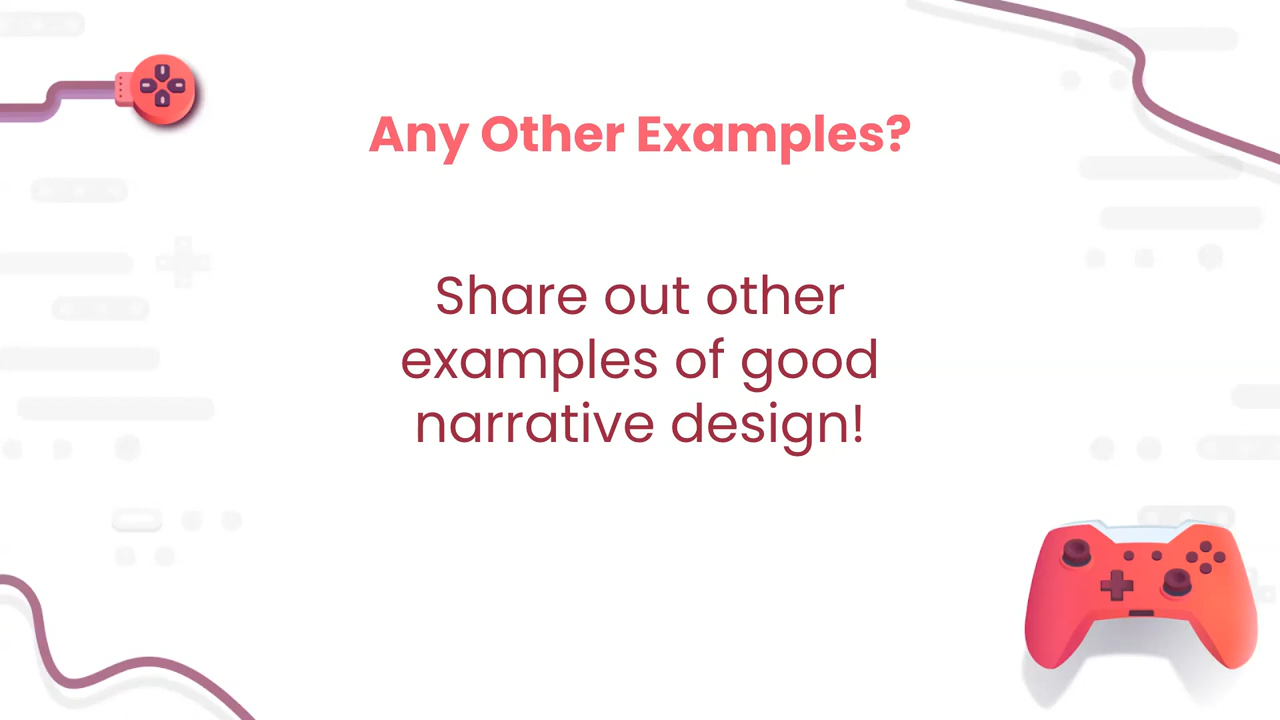 Any Other Examples?
Share out other
examples of good
narrative design!